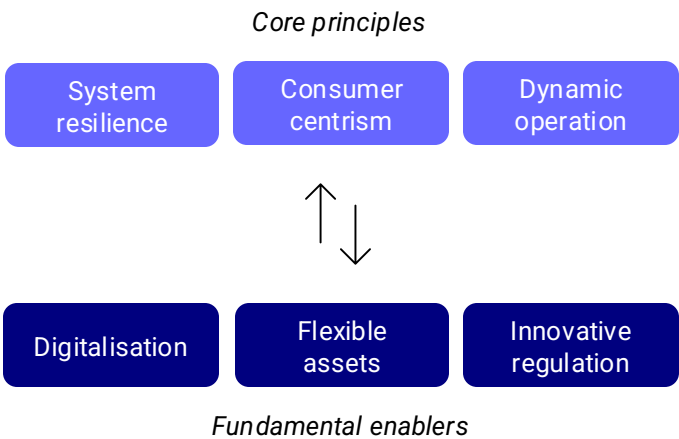 Core principles
System
resilience
Consumer
centrism
Dynamic
operation
Digitalisation
Flexible
assets
Innovative
regulation
Fundamental enablers